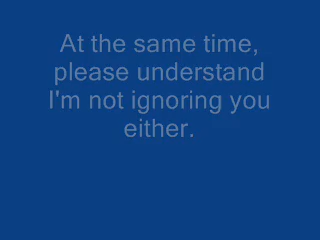 At the same time,
please understand
I'm not ignoring you
either.